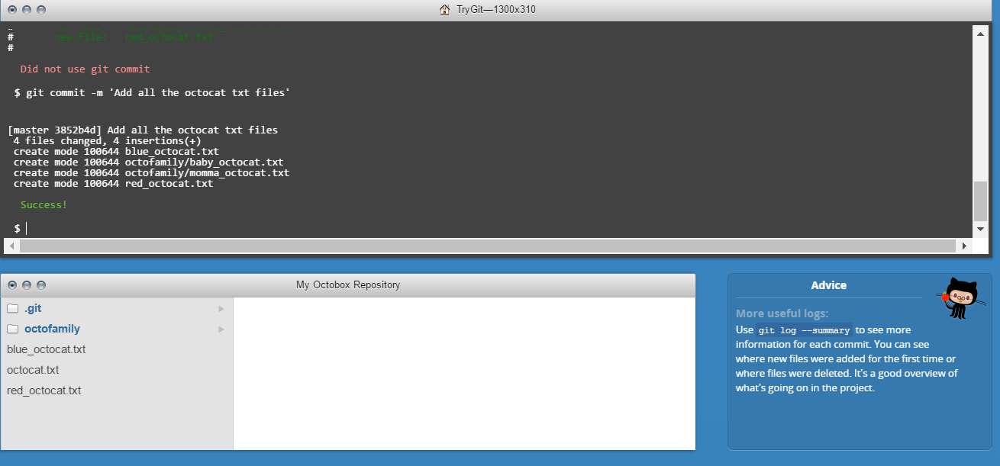 TryGit—1300x310
#       new file:   red_octocat.txt
#
Did not use git commit
$ git commit -m 'Add all the octocat txt files'
[master 3852b4d] Add all the octocat txt files
4 files changed, 4 insertions(+)
create mode 100644 blue_octocat.txt
create mode 100644 octofamily/baby_octocat.txt
create mode 100644 octofamily/momma_octocat.txt
create mode 100644 red_octocat.txt
Success!
$
My Octobox Repository
.git
octofamily
blue_octocat.txt
octocat.txt
red_octocat.txt
Advice
More useful logs:
Use git log --summary to see more
information for each commit. You can see
where new files were added for the first time or
where files were deleted. It's a good overview of
what's going on in the project.